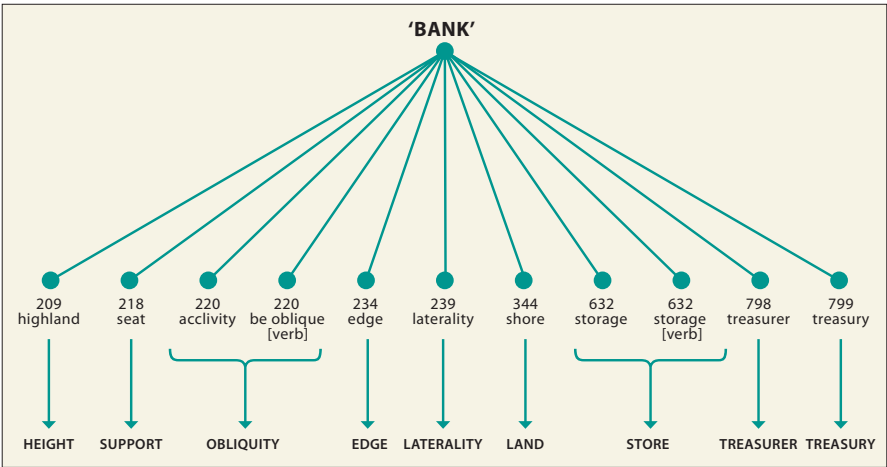 ‘BANK’
209 218 220 220 234 239 344 632 632 798 799
highland seat acclivity be oblique edge laterality shore storage storage treasurer treasury
[verb] [verb]
HEIGHT SUPPORT OBLIQUITY EDGE LATERALITY LAND STORE TREASURER TREASURY